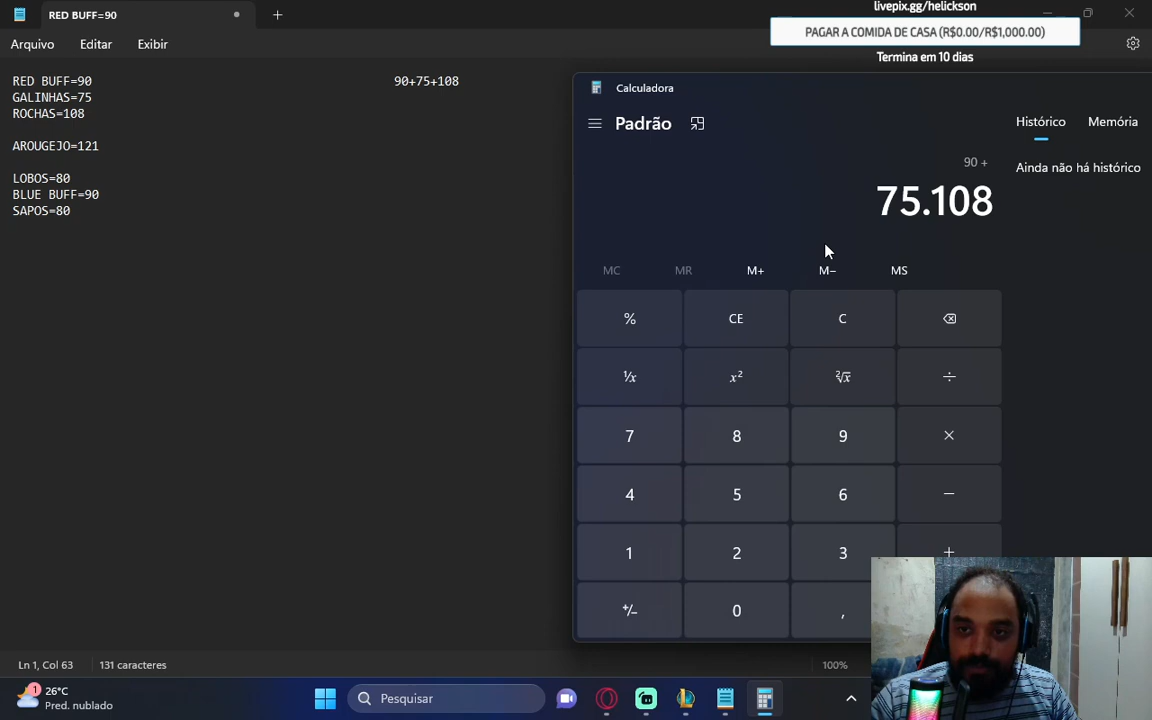 RED BUFF=90
livepix.gg/helickson
PAGAR A COMIDA DE CASA (R$0.00/R$1,000.00)
Termina em 10 dias
Arquivo
Editar
Exibir
RED BUFF=90
90+75+108
GALINHAS=75
ROCHAS=108
AROUGEJO=121
LOBOS=80
BLUE BUFF=90
SAPOS=80
Calculadora
Padrão
Histórico
Memória
Ainda não há histórico
90 +
75.108
MC
MR
M+
M−
MS
%
CE
C
⌫
¹/x
x²
²√x
÷
7
8
9
×
4
5
6
−
1
2
3
+
+/−
0
,
Ln 1, Col 63
131 caracteres
100%
1
26°C
Pred. nublado
Pesquisar